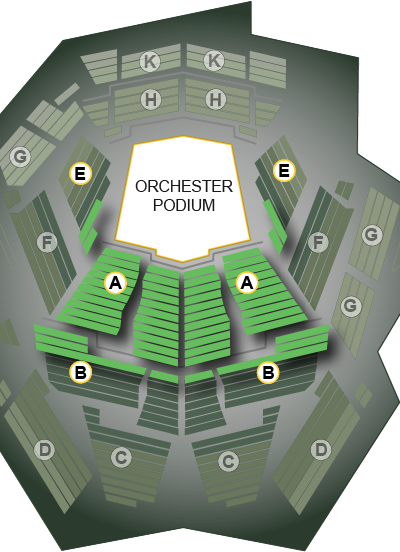 K K
H H
G
E E
ORCHESTER
PODIUM
F F G
A A
G
B B
D C C D